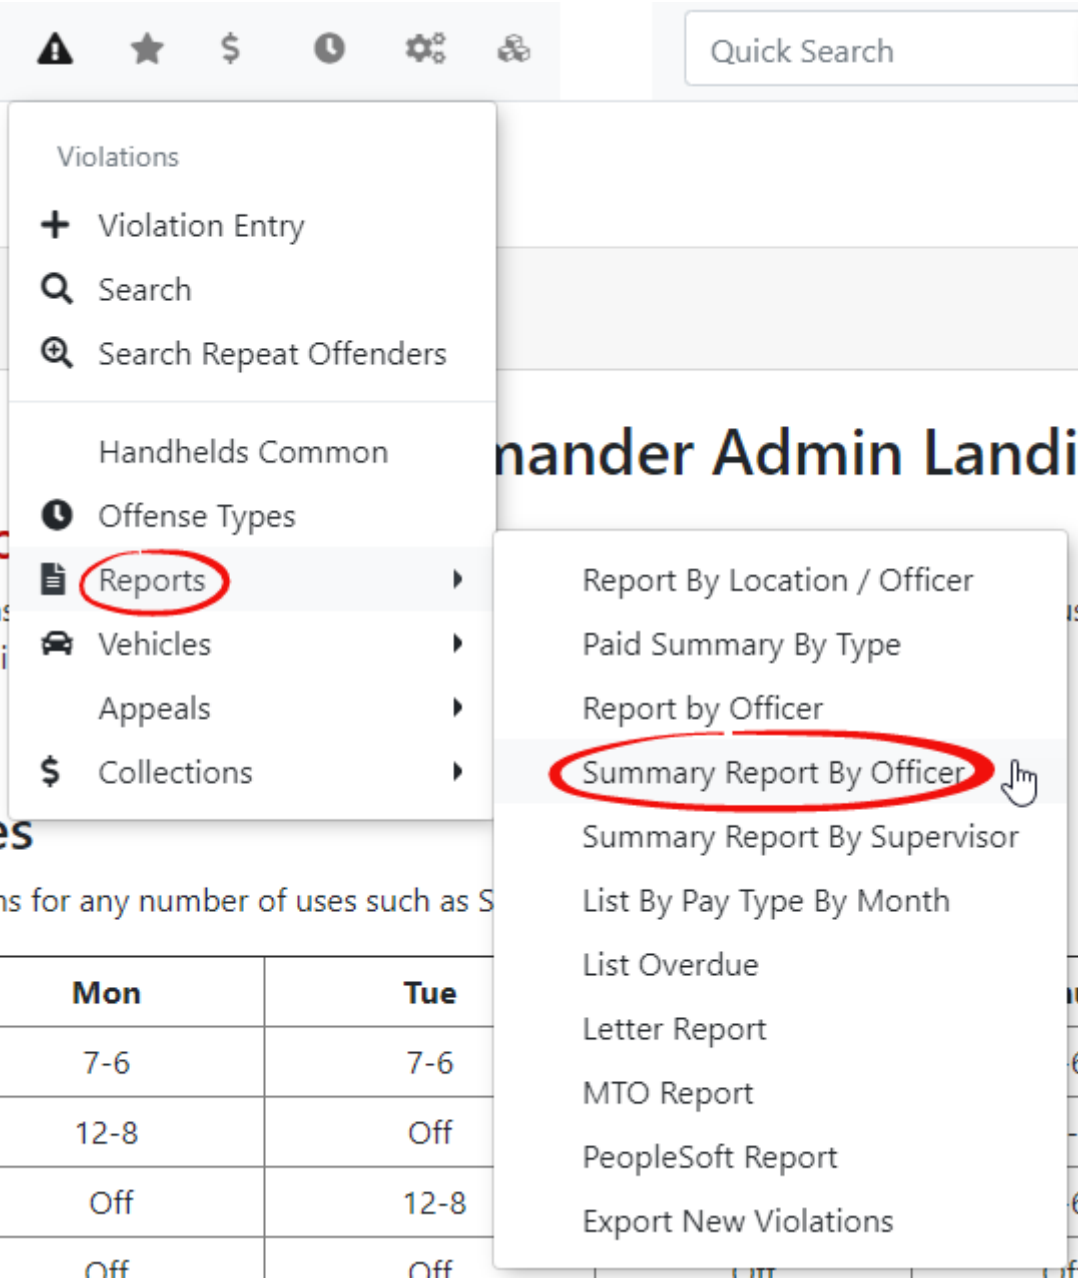 Quick Search
Violations
Violation Entry
Search
Search Repeat Offenders
Handhelds Common
Offense Types
Reports
Vehicles
Appeals
Collections
mander Admin Landi
Report By Location / Officer
Paid Summary By Type
Report by Officer
Summary Report By Officer
Summary Report By Supervisor
List By Pay Type By Month
List Overdue
Letter Report
MTO Report
PeopleSoft Report
Export New Violations
es
ns for any number of uses such as S
Mon Tue
7-6 7-6
12-8 Off
Off 12-8
Off Off Off